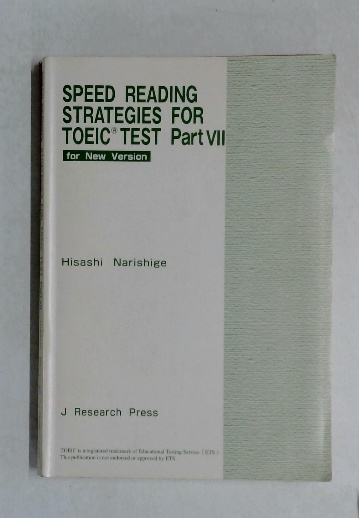 SPEED READING
STRATEGIES FOR
TOEIC® TEST Part VII
for New Version
Hisashi Narishige
J Research Press
TOEIC is a registered trademark of Educational Testing Service (ETS)
This publication is not endorsed or approved by ETS.